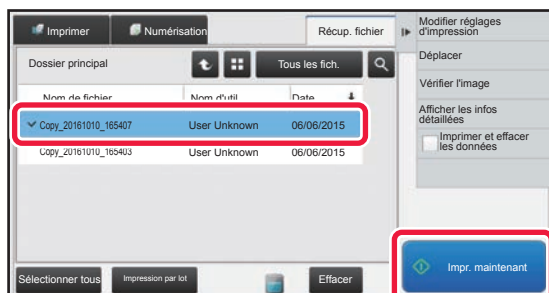 Imprimer
Numérisation
Récup. fichier
Dossier principal
Tous les fich.
Nom de fichier
Nom d'util
Date
Copy_20161010_165407
User Unknown
06/06/2015
Copy_20161010_165403
User Unknown
06/06/2015
Sélectionner tous
Impression par lot
Effacer
Modifier réglages
d'impression
Déplacer
Vérifier l'image
Afficher les infos
détaillées
Imprimer et effacer
les données
Impr. maintenant